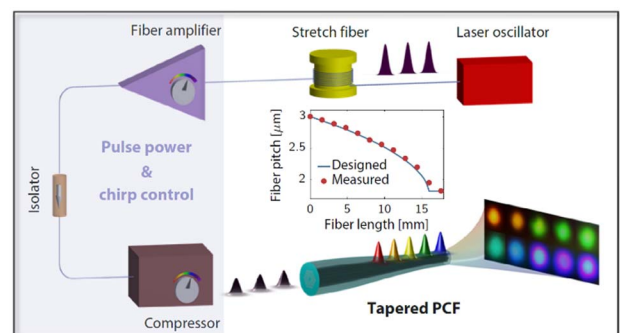 Fiber amplifier
Stretch fiber
Laser oscillator
Pulse power
&
chirp control
Isolator
Fiber pitch [μm]
3
2.5
2
Designed
Measured
0
5
10
15
Fiber length [mm]
Compressor
Tapered PCF